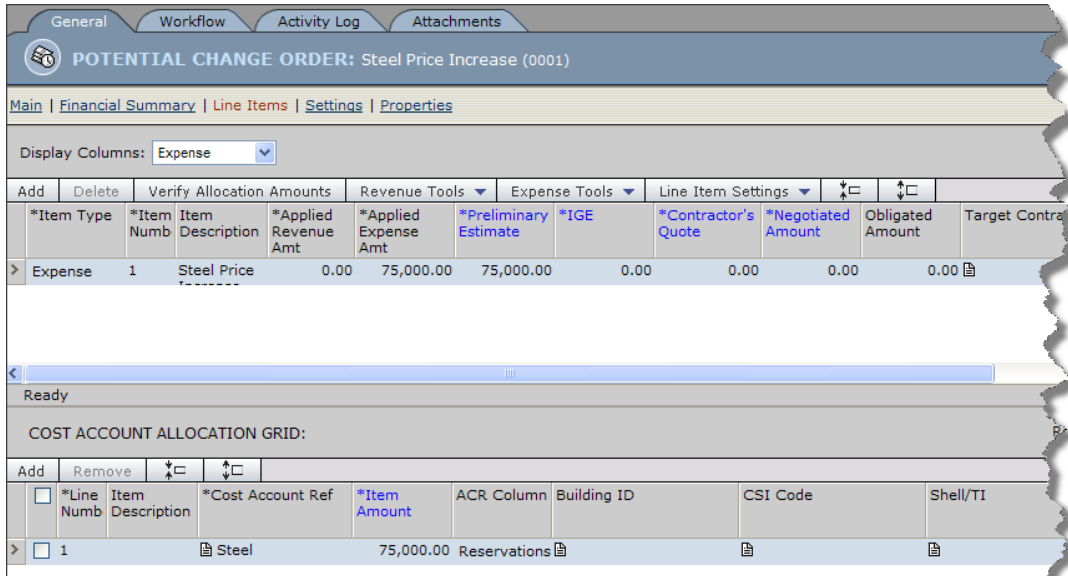 General Workflow Activity Log Attachments
POTENTIAL CHANGE ORDER: Steel Price Increase (0001)
Main | Financial Summary | Line Items | Settings | Properties
Display Columns: Expense
Add Delete Verify Allocation Amounts Revenue Tools Expense Tools Line Item Settings
*Item Type *Item Item *Applied *Applied *Preliminary *IGE *Contractor's *Negotiated Obligated Target Contra
Numb Description Revenue Expense Estimate Quote Amount Amount
Amt Amt
Expense 1 Steel Price 0.00 75,000.00 75,000.00 0.00 0.00 0.00 0.00
Ready
COST ACCOUNT ALLOCATION GRID:
Add Remove
*Line Item *Cost Account Ref *Item ACR Column Building ID CSI Code Shell/TI
Numb Description Amount
1 Steel 75,000.00 Reservations